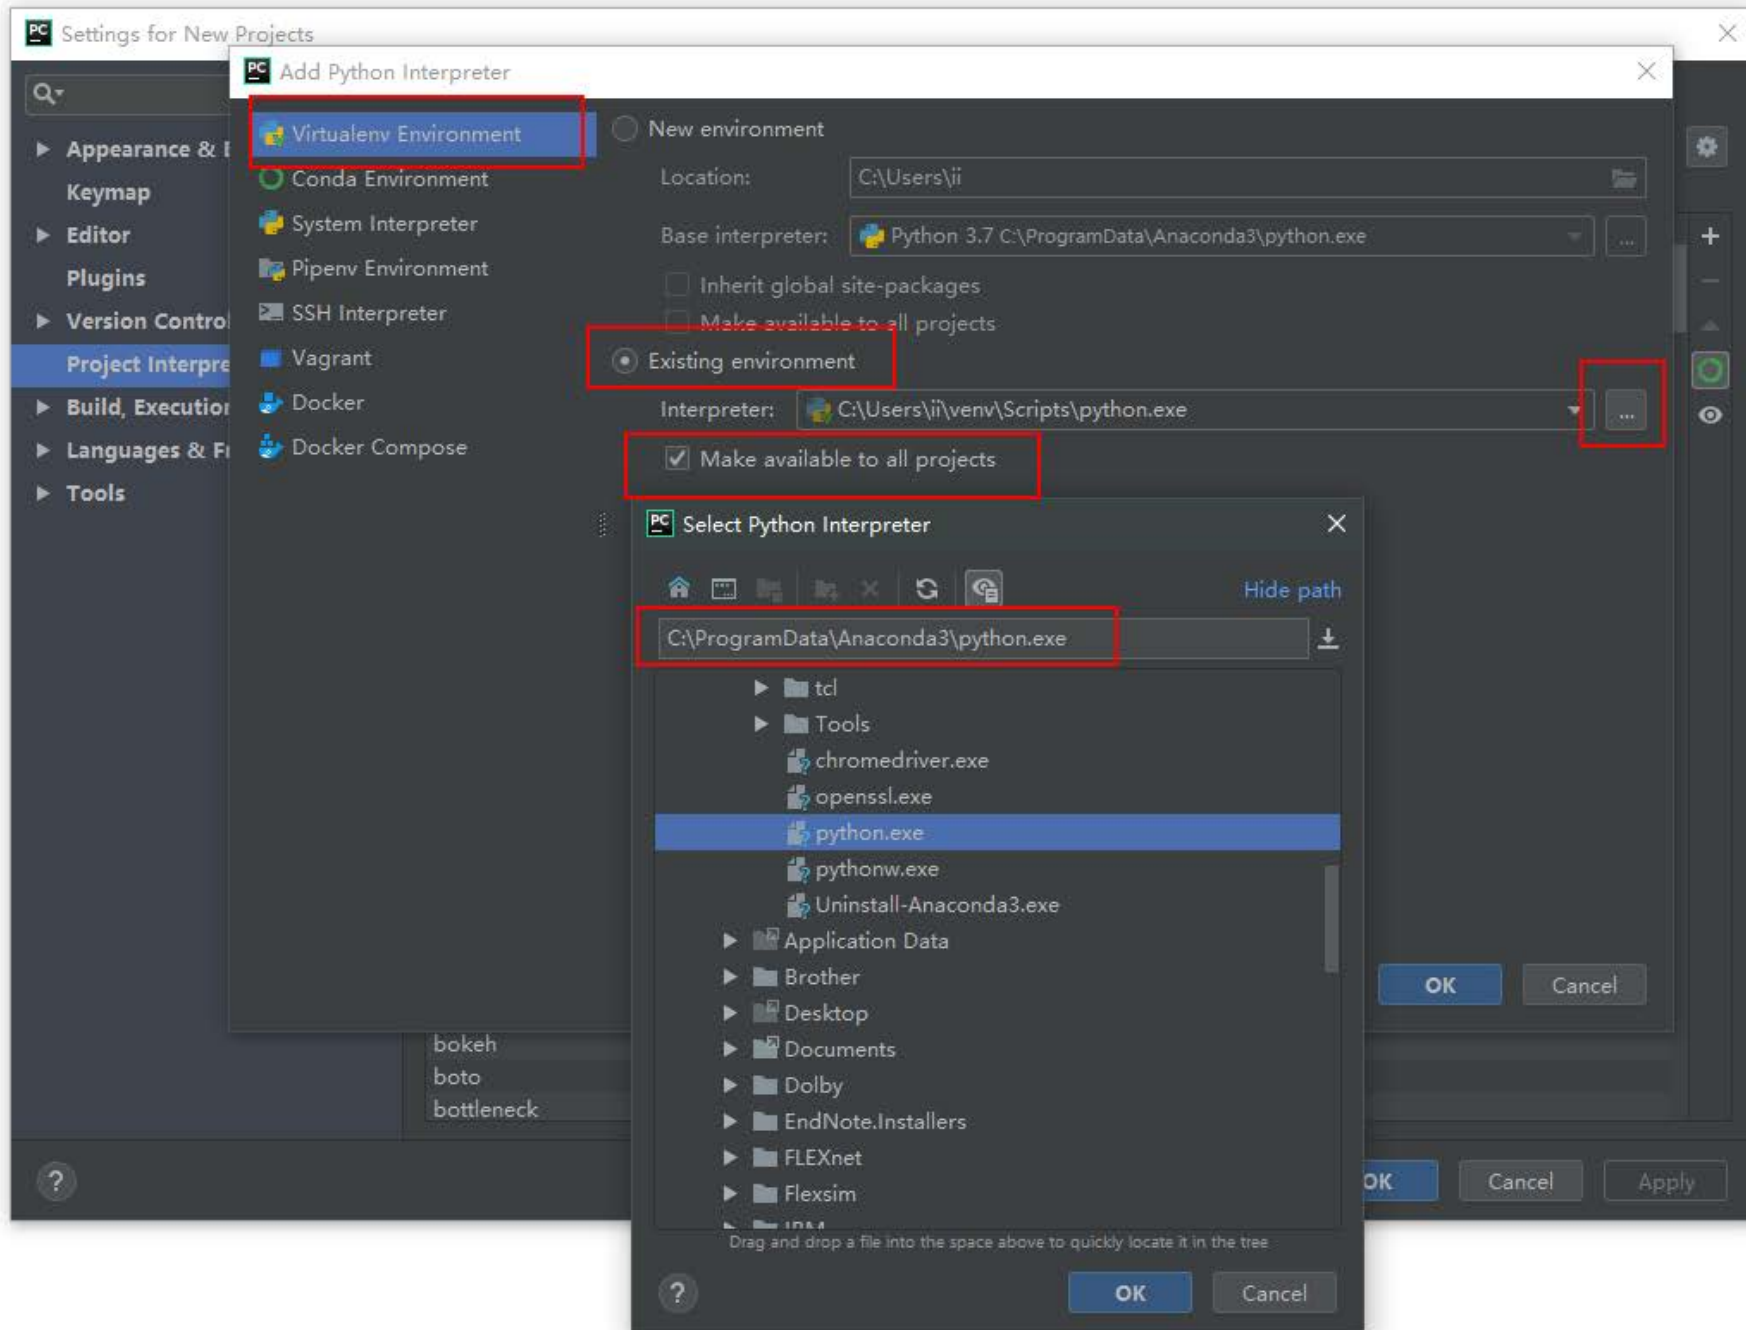 Settings for New Projects
Add Python Interpreter
Appearance &
Keymap
Editor
Plugins
Version Contro
Project Interpre
Build, Execution
Languages & Fr
Tools
Virtualenv Environment
Conda Environment
System Interpreter
Pipenv Environment
SSH Interpreter
Vagrant
Docker
Docker Compose
New environment
Location: C:\Users\ii
Base interpreter: Python 3.7 C:\ProgramData\Anaconda3\python.exe ...
Inherit global site-packages
Make available to all projects
Existing environment
Interpreter: C:\Users\ii\venv\Scripts\python.exe ...
Make available to all projects
Select Python Interpreter
Hide path
C:\ProgramData\Anaconda3\python.exe
tcl
Tools
chromedriver.exe
openssl.exe
python.exe
pythonw.exe
Uninstall-Anaconda3.exe
Application Data
Brother
Desktop
Documents
Dolby
EndNote.Installers
FLEXnet
Flexsim
IBM
Drag and drop a file into the space above to quickly locate it in the tree
? OK Cancel
OK Cancel
bokeh
boto
bottleneck
? OK Cancel Apply